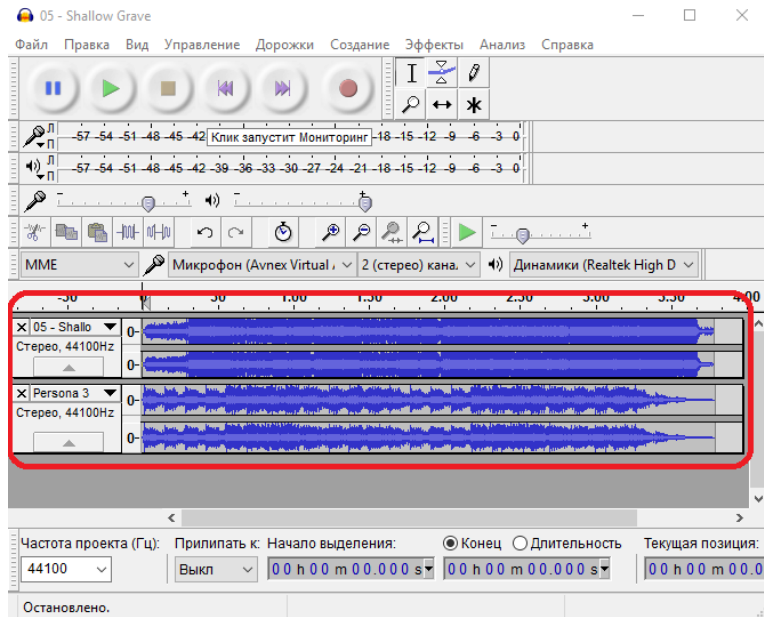 05 - Shallow Grave
Файл Правка Вид Управление Дорожки Создание Эффекты Анализ Справка
Л
П
-57 -54 -51 -48 -45 -42 Клик запустит Мониторинг -18 -15 -12 -9 -6 -3 0
Л
П
-57 -54 -51 -48 -45 -42 -39 -36 -33 -30 -27 -24 -21 -18 -15 -12 -9 -6 -3 0
- + - +
- +
MME Микрофон (Avnex Virtual 2 (стерео) кана. Динамики (Realtek High D
-30 30 1:00 1:30 2:00 2:30 3:00 3:30 4:00
05 - Shallo
Стерео, 44100Hz
0-
0-
Persona 3
Стерео, 44100Hz
0-
0-
Частота проекта (Гц): Прилипать к: Начало выделения: Конец Длительность Текущая позиция:
44100 Выкл 00 h 00 m 00.000 s 00 h 00 m 00.000 s 00 h 00 m 00.0
Остановлено.